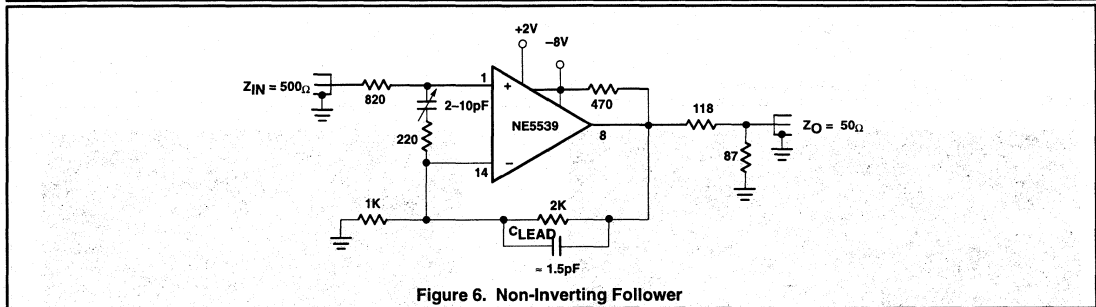 +2V
–8V
ZIN = 500Ω
820
1
+
2–10pF
470
NE5539
8
118
ZO = 50Ω
220
–
14
87
1K
2K
CLEAD
≈ 1.5pF
Figure 6. Non-Inverting Follower